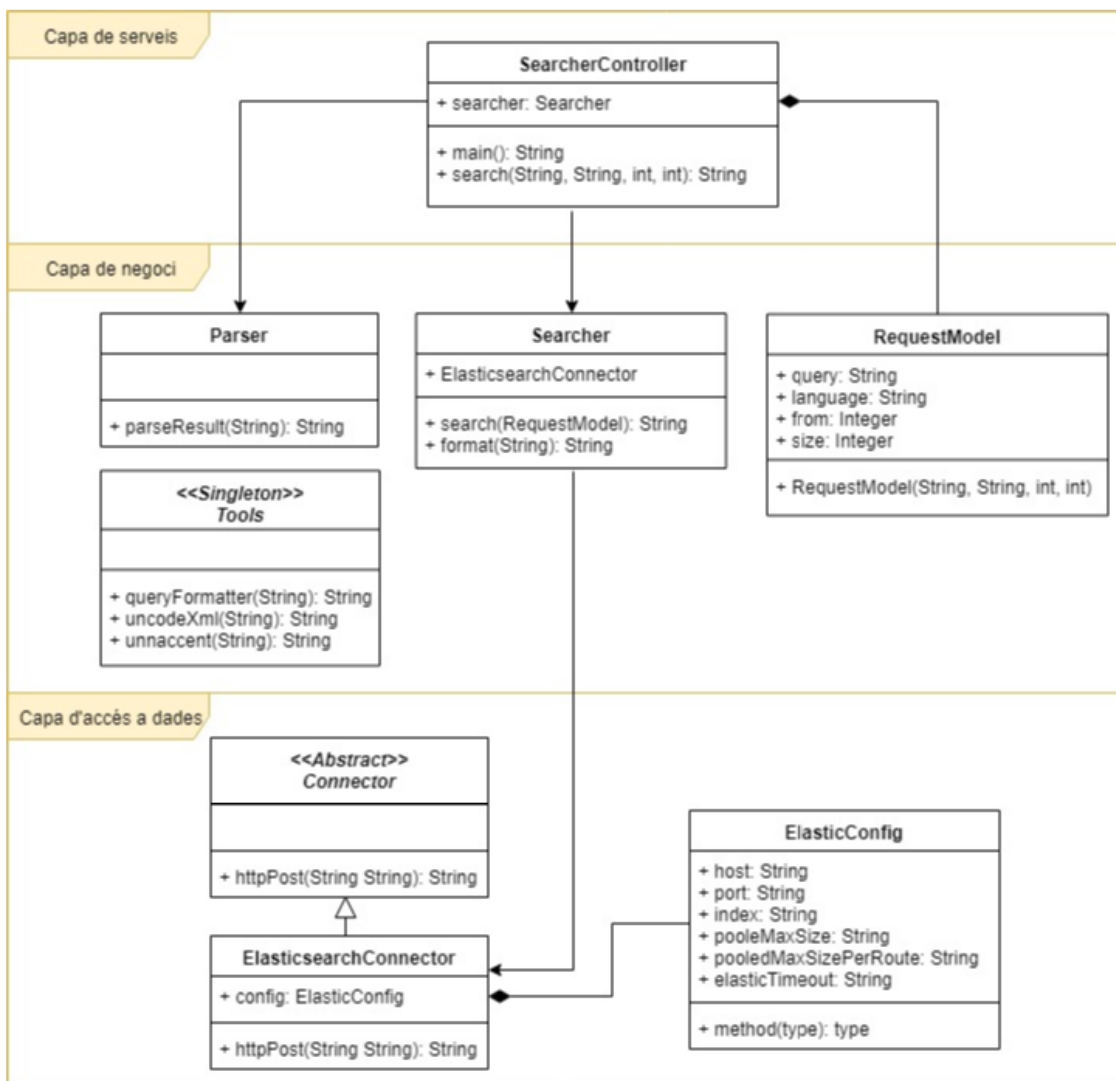 Capa de serveis
SearcherController
+ searcher: Searcher
+ main(): String
+ search(String, String, int, int): String
Capa de negoci
Parser
+ parseResult(String): String
Searcher
+ ElasticsearchConnector
+ search(RequestModel): String
+ format(String): String
RequestModel
+ query: String
+ language: String
+ from: Integer
+ size: Integer
+ RequestModel(String, String, int, int)
<<Singleton>>
Tools
+ queryFormatter(String): String
+ uncodeXml(String): String
+ unnaccent(String): String
Capa d'accés a dades
<<Abstract>>
Connector
+ httpPost(String String): String
ElasticsearchConnector
+ config: ElasticConfig
+ httpPost(String String): String
ElasticConfig
+ host: String
+ port: String
+ index: String
+ pooleMaxSize: String
+ pooledMaxSizePerRoute: String
+ elasticTimeout: String
+ method(type): type